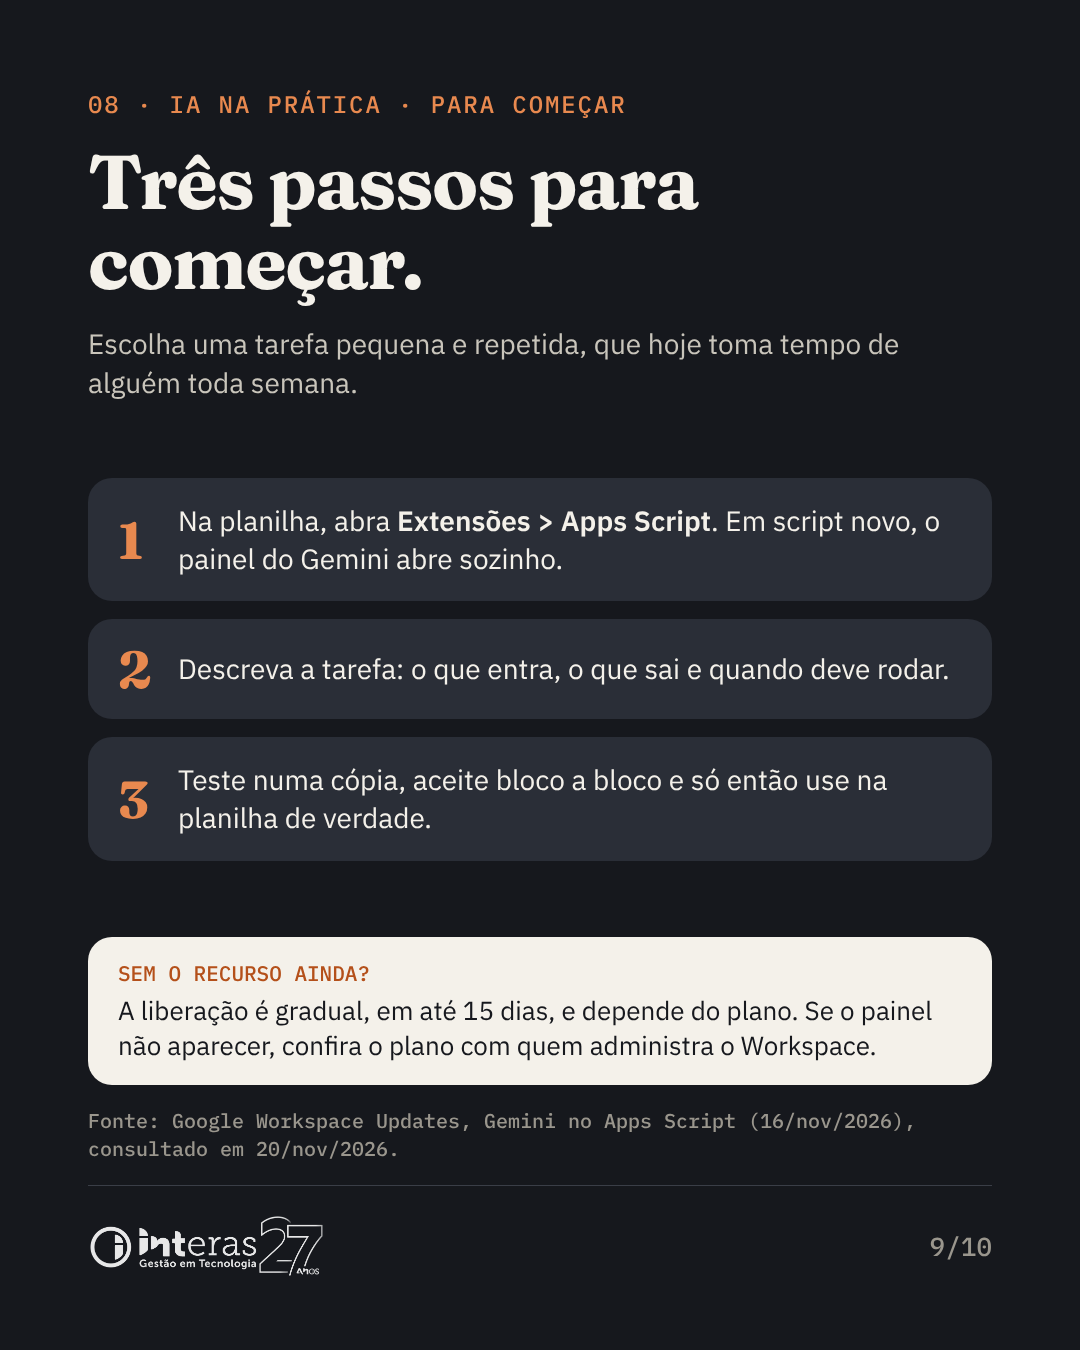 08 · IA NA PRÁTICA · PARA COMEÇAR
Três passos para
começar.
Escolha uma tarefa pequena e repetida, que hoje toma tempo de
alguém toda semana.
1
Na planilha, abra Extensões > Apps Script. Em script novo, o
painel do Gemini abre sozinho.
2
Descreva a tarefa: o que entra, o que sai e quando deve rodar.
3
Teste numa cópia, aceite bloco a bloco e só então use na
planilha de verdade.
SEM O RECURSO AINDA?
A liberação é gradual, em até 15 dias, e depende do plano. Se o painel
não aparecer, confira o plano com quem administra o Workspace.
Fonte: Google Workspace Updates, Gemini no Apps Script (16/nov/2026),
consultado em 20/nov/2026.
interas
Gestão em Tecnologia
27
ANOS
9/10